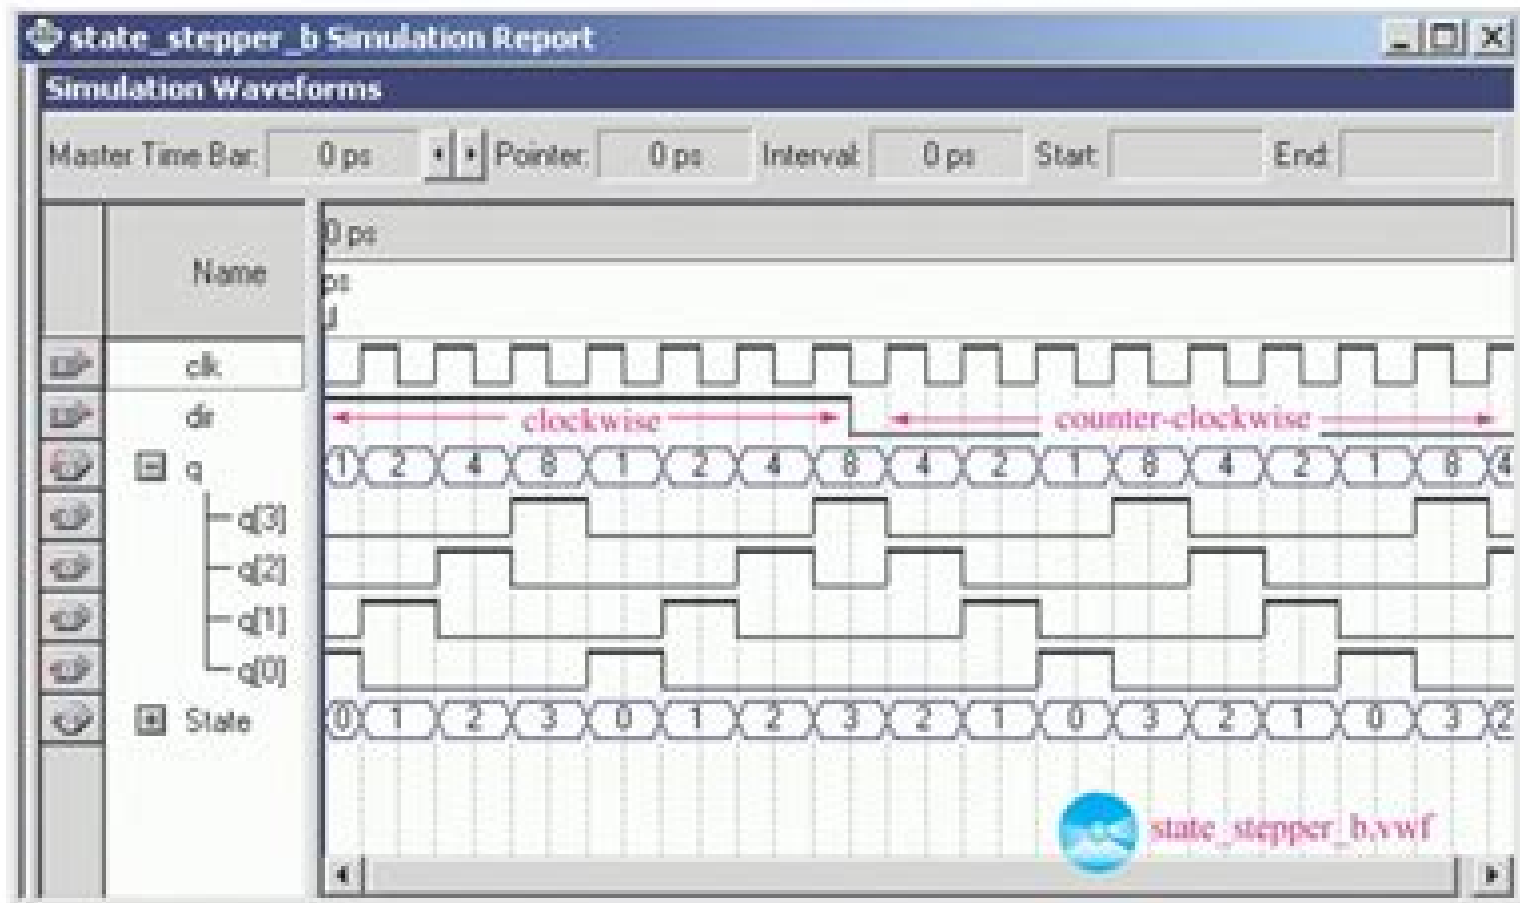 state_stepper_b Simulation Report
Simulation Waveforms
Master Time Bar: 0 ps Pointer: 0 ps Interval: 0 ps Start: End:
0 ps
Name
ps
clk
dir clockwise counter-clockwise
q 1 2 4 8 1 2 4 8 4 2 1 8 4 2 1 8 4
q[3]
q[2]
q[1]
q[0]
State 0 1 2 3 0 1 2 3 2 1 0 3 2 1 0 3 2
state_stepper_b.vwf